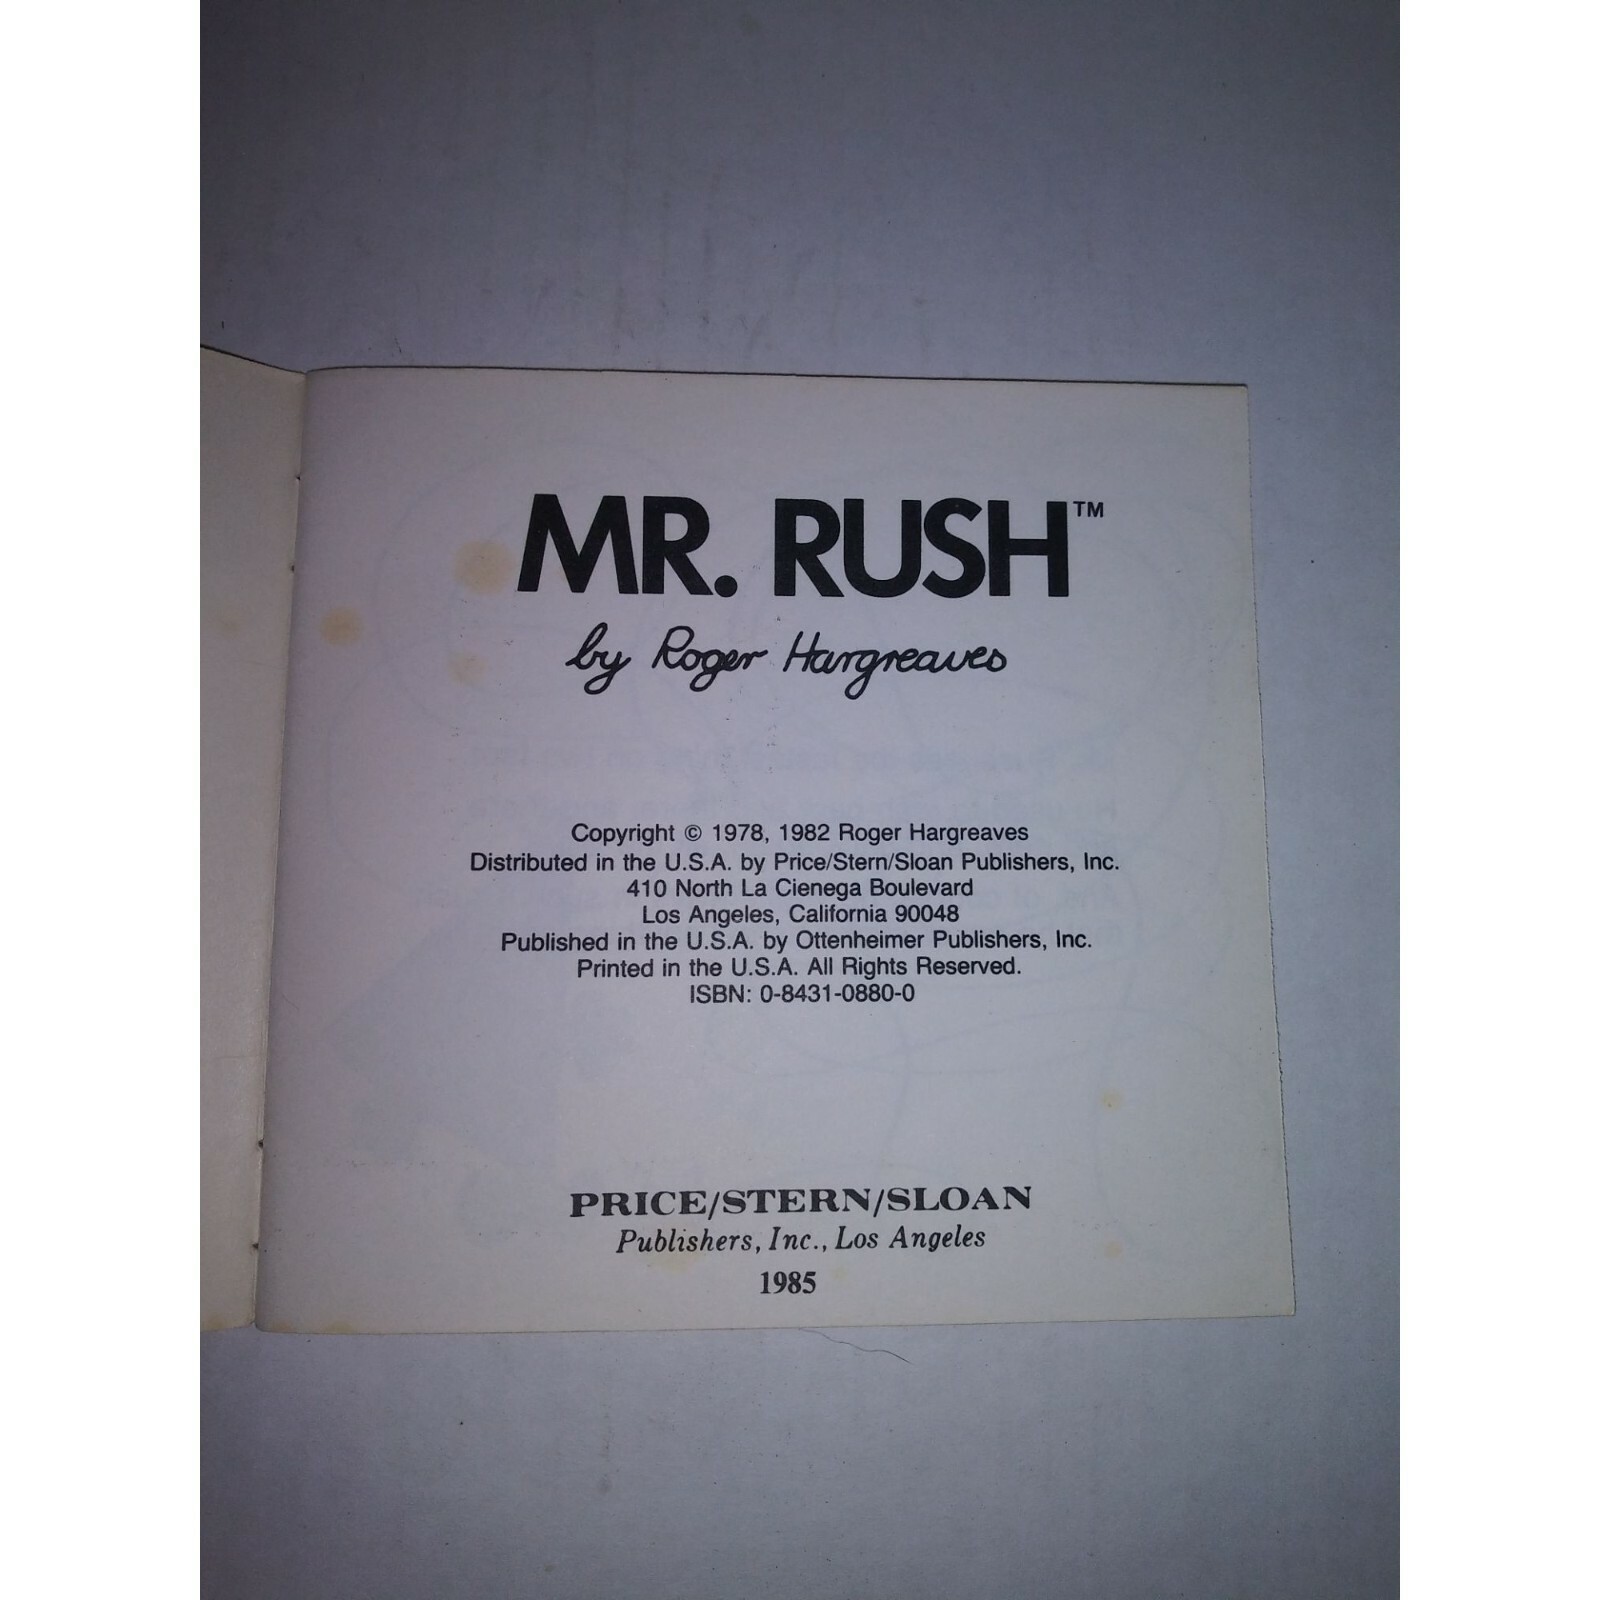 MR. RUSH™
by Roger Hargreaves
Copyright © 1978, 1982 Roger Hargreaves
Distributed in the U.S.A. by Price/Stern/Sloan Publishers, Inc.
410 North La Cienega Boulevard
Los Angeles, California 90048
Published in the U.S.A. by Ottenheimer Publishers, Inc.
Printed in the U.S.A. All Rights Reserved.
ISBN: 0-8431-0880-0
PRICE/STERN/SLOAN
Publishers, Inc., Los Angeles
1985